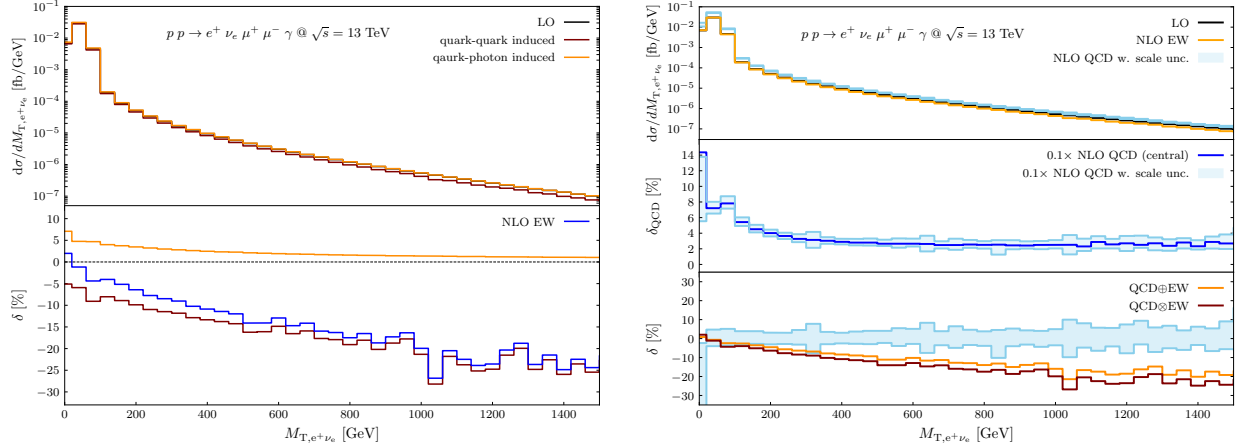 p p → e⁺ ν_e μ⁺ μ⁻ γ @ √s = 13 TeV
LO
quark-quark induced
qaurk-photon induced
dσ/dM_{T,e⁺ν_e} [fb/GeV]
10⁻¹
10⁻²
10⁻³
10⁻⁴
10⁻⁵
10⁻⁶
10⁻⁷
NLO EW
δ [%]
10
5
0
−5
−10
−15
−20
−25
−30
0 200 400 600 800 1000 1200 1400
M_{T,e⁺ν_e} [GeV]
p p → e⁺ ν_e μ⁺ μ⁻ γ @ √s = 13 TeV
LO
NLO EW
NLO QCD w. scale unc.
dσ/dM_{T,e⁺ν_e} [fb/GeV]
10⁻¹
10⁻²
10⁻³
10⁻⁴
10⁻⁵
10⁻⁶
10⁻⁷
0.1× NLO QCD (central)
0.1× NLO QCD w. scale unc.
δ_QCD [%]
14
12
10
8
6
4
2
0
QCD⊕EW
QCD⊗EW
δ [%]
30
20
10
0
−10
−20
−30
0 200 400 600 800 1000 1200 1400
M_{T,e⁺ν_e} [GeV]